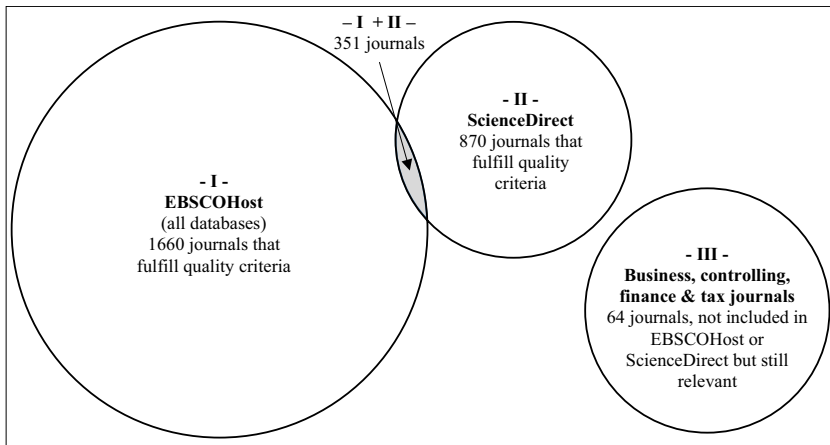 – I + II –
351 journals
- I -
EBSCOHost
(all databases)
1660 journals that
fulfill quality criteria
- II -
ScienceDirect
870 journals that
fulfill quality
criteria
- III -
Business, controlling,
finance & tax journals
64 journals, not included in
EBSCOHost or
ScienceDirect but still
relevant